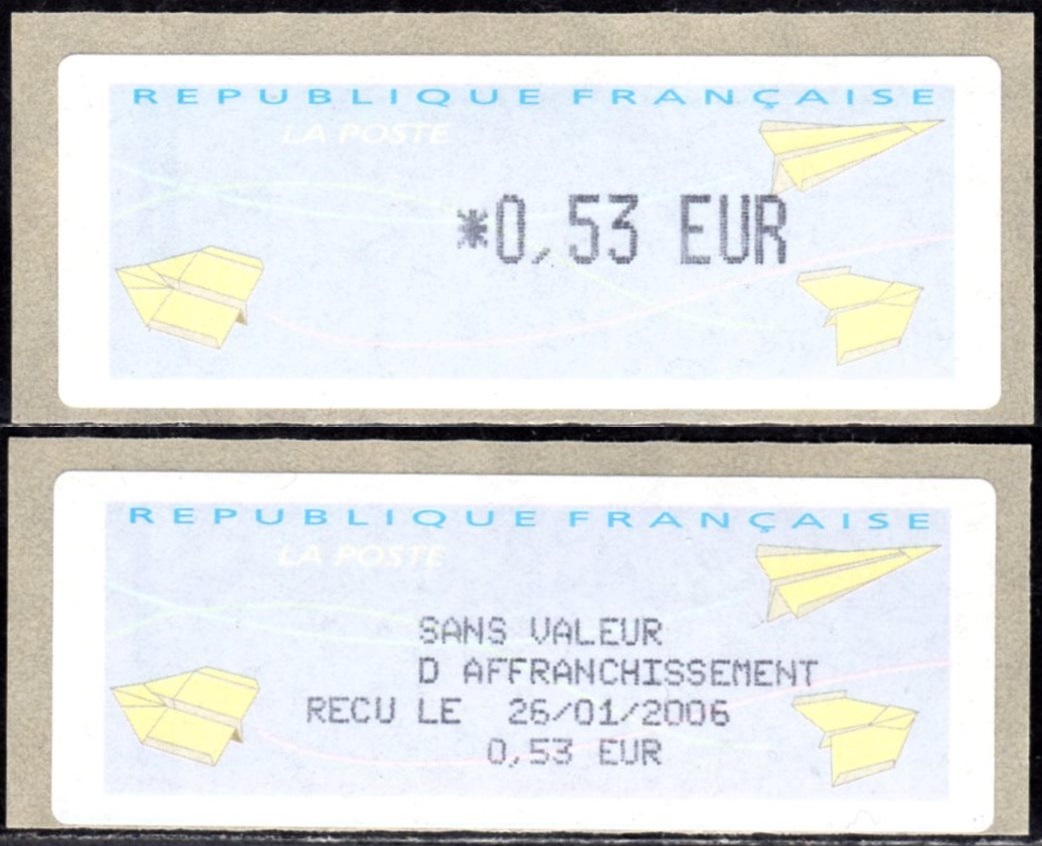 REPUBLIQUE FRANÇAISE
LA POSTE
*0,53 EUR
REPUBLIQUE FRANÇAISE
LA POSTE
SANS VALEUR
D AFFRANCHISSEMENT
RECU LE 26/01/2006
0,53 EUR